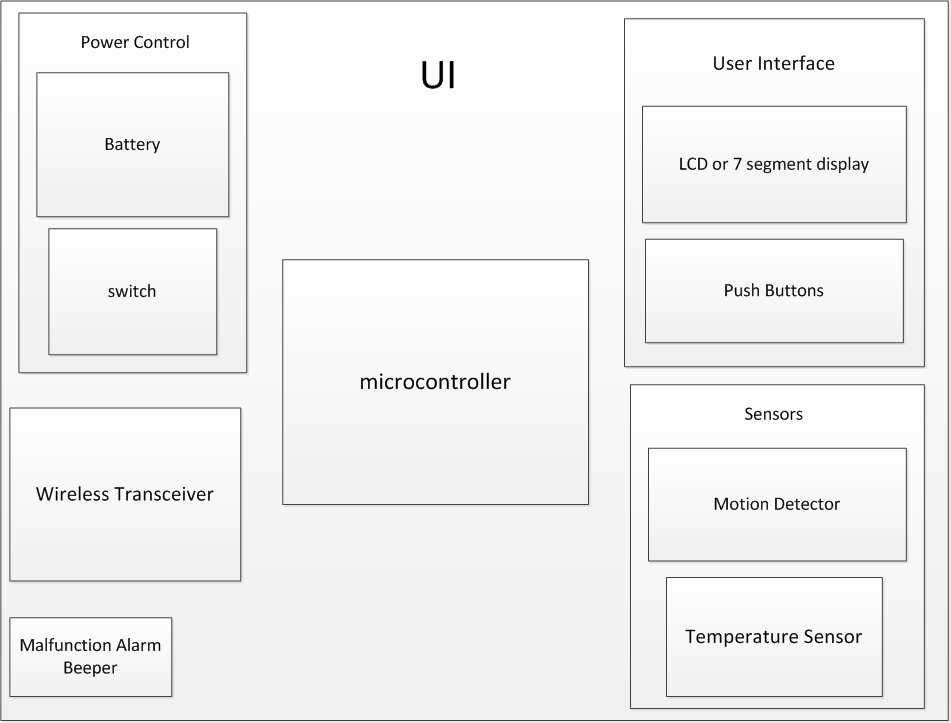 Power Control
Battery
switch
UI
User Interface
LCD or 7 segment display
Push Buttons
microcontroller
Sensors
Motion Detector
Temperature Sensor
Wireless Transceiver
Malfunction Alarm
Beeper